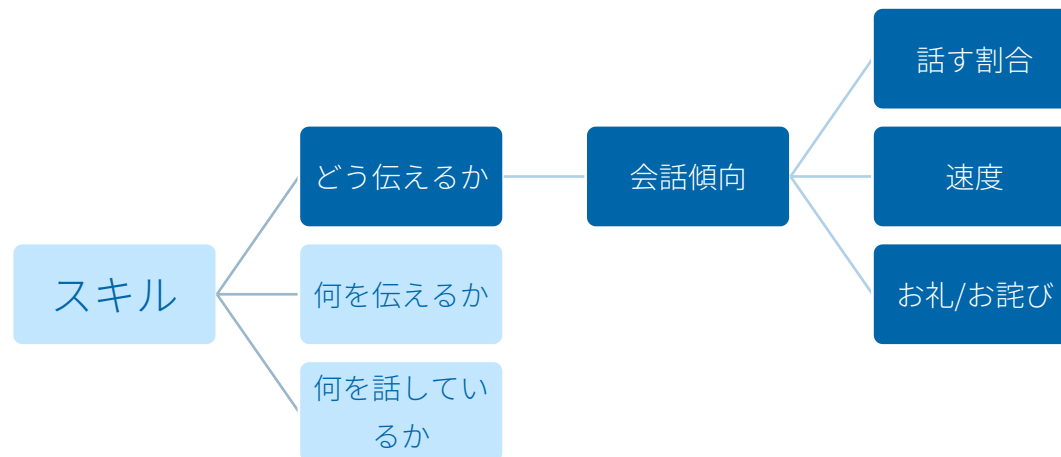 話す割合
どう伝えるか
会話傾向
速度
スキル
何を伝えるか
お礼/お詫び
何を話してい
るか